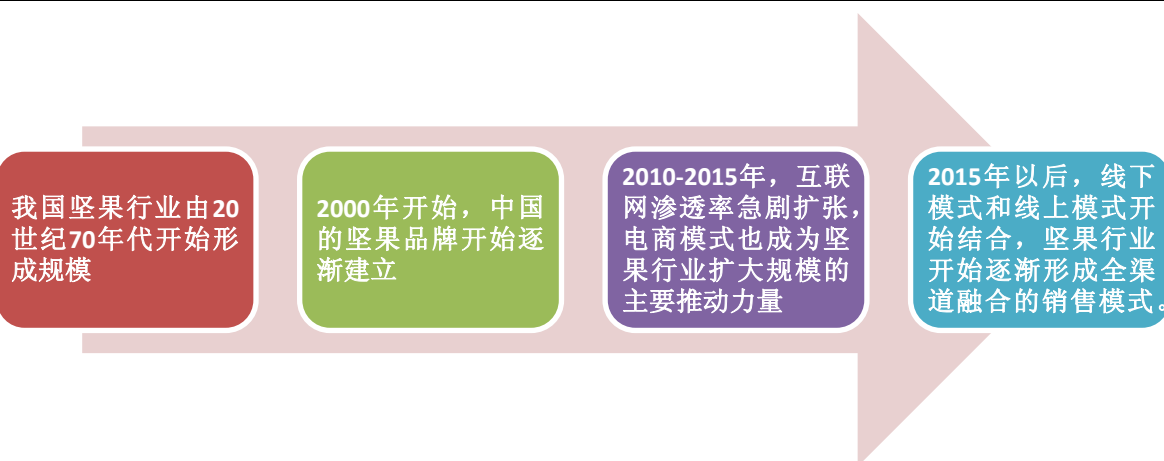 我国坚果行业由20
世纪70年代开始形
成规模
2000年开始，中国
的坚果品牌开始逐
渐建立
2010-2015年，互联
网渗透率急剧扩张，
电商模式也成为坚
果行业扩大规模的
主要推动力量
2015年以后，线下
模式和线上模式开
始结合，坚果行业
开始逐渐形成全渠
道融合的销售模式。